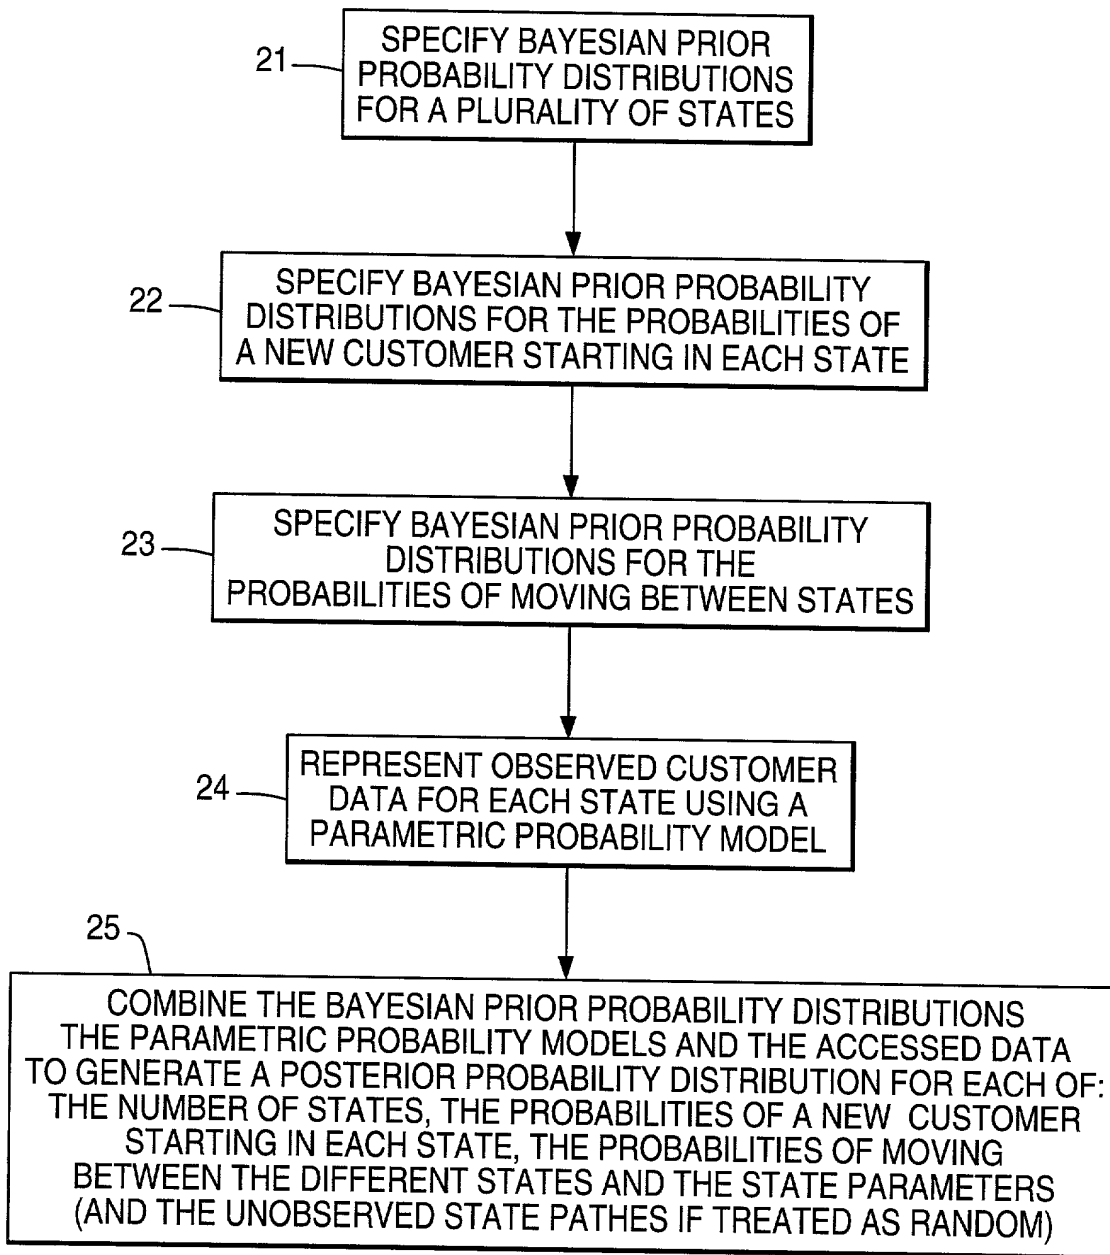 21
SPECIFY BAYESIAN PRIOR
PROBABILITY DISTRIBUTIONS
FOR A PLURALITY OF STATES
22
SPECIFY BAYESIAN PRIOR PROBABILITY
DISTRIBUTIONS FOR THE PROBABILITIES OF
A NEW CUSTOMER STARTING IN EACH STATE
23
SPECIFY BAYESIAN PRIOR PROBABILITY
DISTRIBUTIONS FOR THE
PROBABILITIES OF MOVING BETWEEN STATES
24
REPRESENT OBSERVED CUSTOMER
DATA FOR EACH STATE USING A
PARAMETRIC PROBABILITY MODEL
25
COMBINE THE BAYESIAN PRIOR PROBABILITY DISTRIBUTIONS
THE PARAMETRIC PROBABILITY MODELS AND THE ACCESSED DATA
TO GENERATE A POSTERIOR PROBABILITY DISTRIBUTION FOR EACH OF:
THE NUMBER OF STATES, THE PROBABILITIES OF A NEW CUSTOMER
STARTING IN EACH STATE, THE PROBABILITIES OF MOVING
BETWEEN THE DIFFERENT STATES AND THE STATE PARAMETERS
(AND THE UNOBSERVED STATE PATHES IF TREATED AS RANDOM)